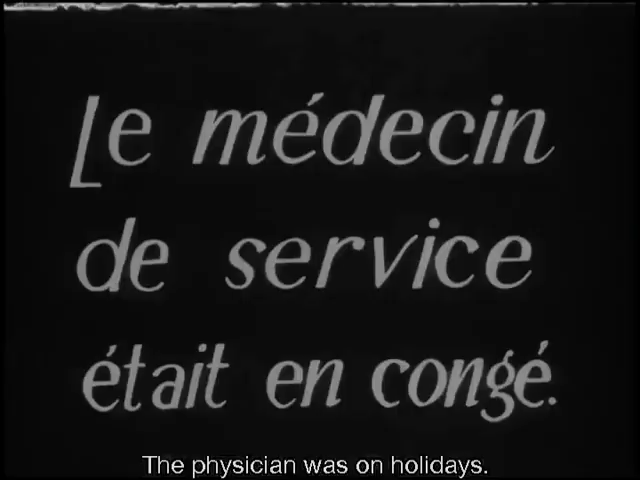 Le médecin
de service
était en congé.
The physician was on holidays.